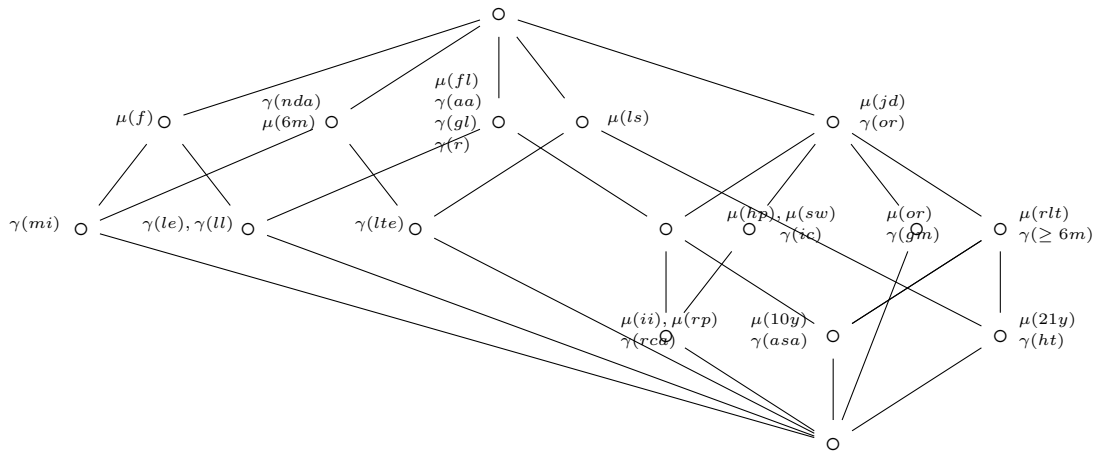 μ(f)
γ(nda)
μ(6m)
μ(fl)
γ(aa)
γ(gl)
γ(r)
μ(ls)
μ(jd)
γ(or)
γ(mi)
γ(le), γ(ll)
γ(lte)
μ(hp), μ(sw)
γ(ic)
μ(or)
γ(gm)
μ(rlt)
γ(≥ 6m)
μ(ii), μ(rp)
γ(rca)
μ(10y)
γ(asa)
μ(21y)
γ(ht)